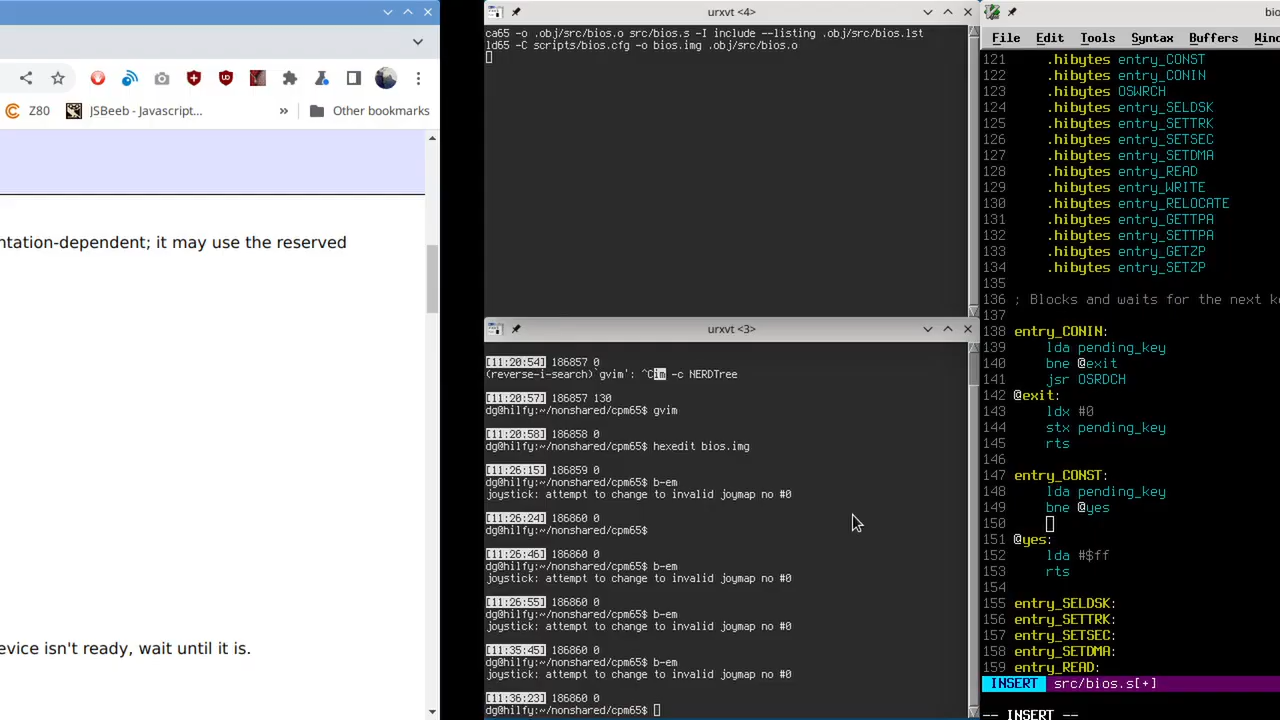 Z80
JSBeeb - Javascript...
»
Other bookmarks
ntation-dependent; it may use the reserved
evice isn't ready, wait until it is.
urxvt <4>
ca65 -o .obj/src/bios.o src/bios.s -I include --listing .obj/src/bios.lst
ld65 -C scripts/bios.cfg -o bios.img .obj/src/bios.o
urxvt <3>
[11:20:54] 186857 0
(reverse-i-search)`gvim': ^Cim -c NERDTree
[11:20:57] 186857 130
dg@hilfy:~/nonshared/cpm65$ gvim
[11:20:58] 186858 0
dg@hilfy:~/nonshared/cpm65$ hexedit bios.img
[11:26:15] 186859 0
dg@hilfy:~/nonshared/cpm65$ b-em
joystick: attempt to change to invalid joymap no #0
[11:26:24] 186860 0
dg@hilfy:~/nonshared/cpm65$
[11:26:46] 186860 0
dg@hilfy:~/nonshared/cpm65$ b-em
joystick: attempt to change to invalid joymap no #0
[11:26:55] 186860 0
dg@hilfy:~/nonshared/cpm65$ b-em
joystick: attempt to change to invalid joymap no #0
[11:35:45] 186860 0
dg@hilfy:~/nonshared/cpm65$ b-em
joystick: attempt to change to invalid joymap no #0
[11:36:23] 186860 0
dg@hilfy:~/nonshared/cpm65$
bio
File Edit Tools Syntax Buffers Wind
121 .hibytes entry_CONST
122 .hibytes entry_CONIN
123 .hibytes OSWRCH
124 .hibytes entry_SELDSK
125 .hibytes entry_SETTRK
126 .hibytes entry_SETSEC
127 .hibytes entry_SETDMA
128 .hibytes entry_READ
129 .hibytes entry_WRITE
130 .hibytes entry_RELOCATE
131 .hibytes entry_GETTPA
132 .hibytes entry_SETTPA
133 .hibytes entry_GETZP
134 .hibytes entry_SETZP
135
136 ; Blocks and waits for the next k
137
138 entry_CONIN:
139 lda pending_key
140 bne @exit
141 jsr OSRDCH
142 @exit:
143 ldx #0
144 stx pending_key
145 rts
146
147 entry_CONST:
148 lda pending_key
149 bne @yes
150
151 @yes:
152 lda #$ff
153 rts
154
155 entry_SELDSK:
156 entry_SETTRK:
157 entry_SETSEC:
158 entry_SETDMA:
159 entry_READ:
INSERT src/bios.s[+]
-- INSERT --